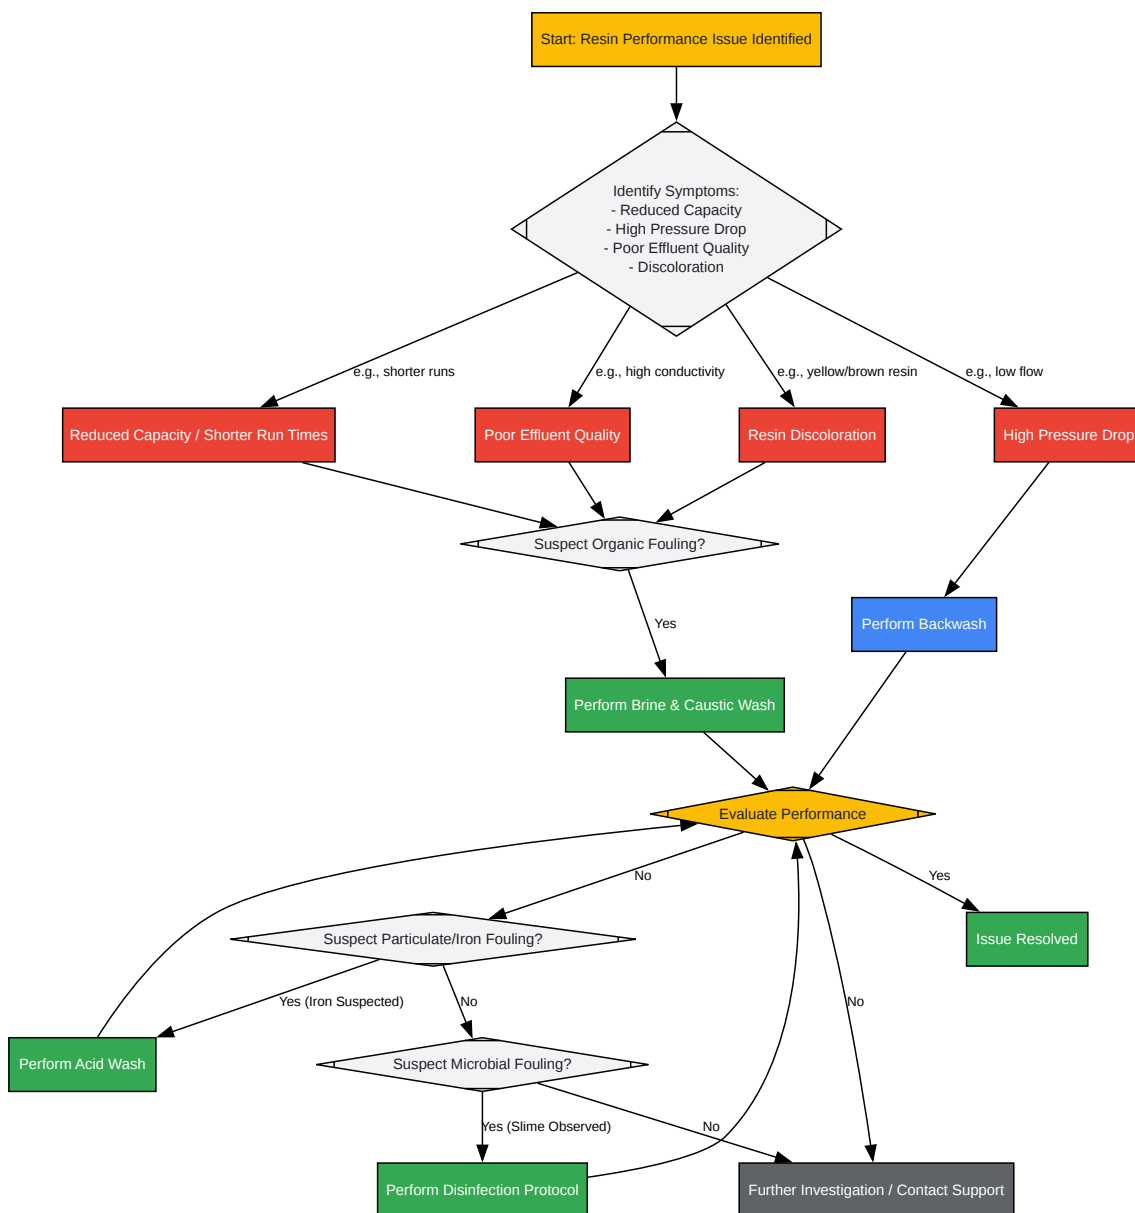 Start: Resin Performance Issue Identified
Identify Symptoms:
- Reduced Capacity
- High Pressure Drop
- Poor Effluent Quality
- Discoloration
e.g., shorter runs
e.g., high conductivity
e.g., yellow/brown resin
e.g., low flow
Reduced Capacity / Shorter Run Times
Poor Effluent Quality
Resin Discoloration
High Pressure Drop
Suspect Organic Fouling?
Yes
Perform Backwash
Perform Brine & Caustic Wash
Evaluate Performance
No
Yes
Suspect Particulate/Iron Fouling?
Issue Resolved
Yes (Iron Suspected)
No
No
Perform Acid Wash
Suspect Microbial Fouling?
Yes (Slime Observed)
No
Perform Disinfection Protocol
Further Investigation / Contact Support